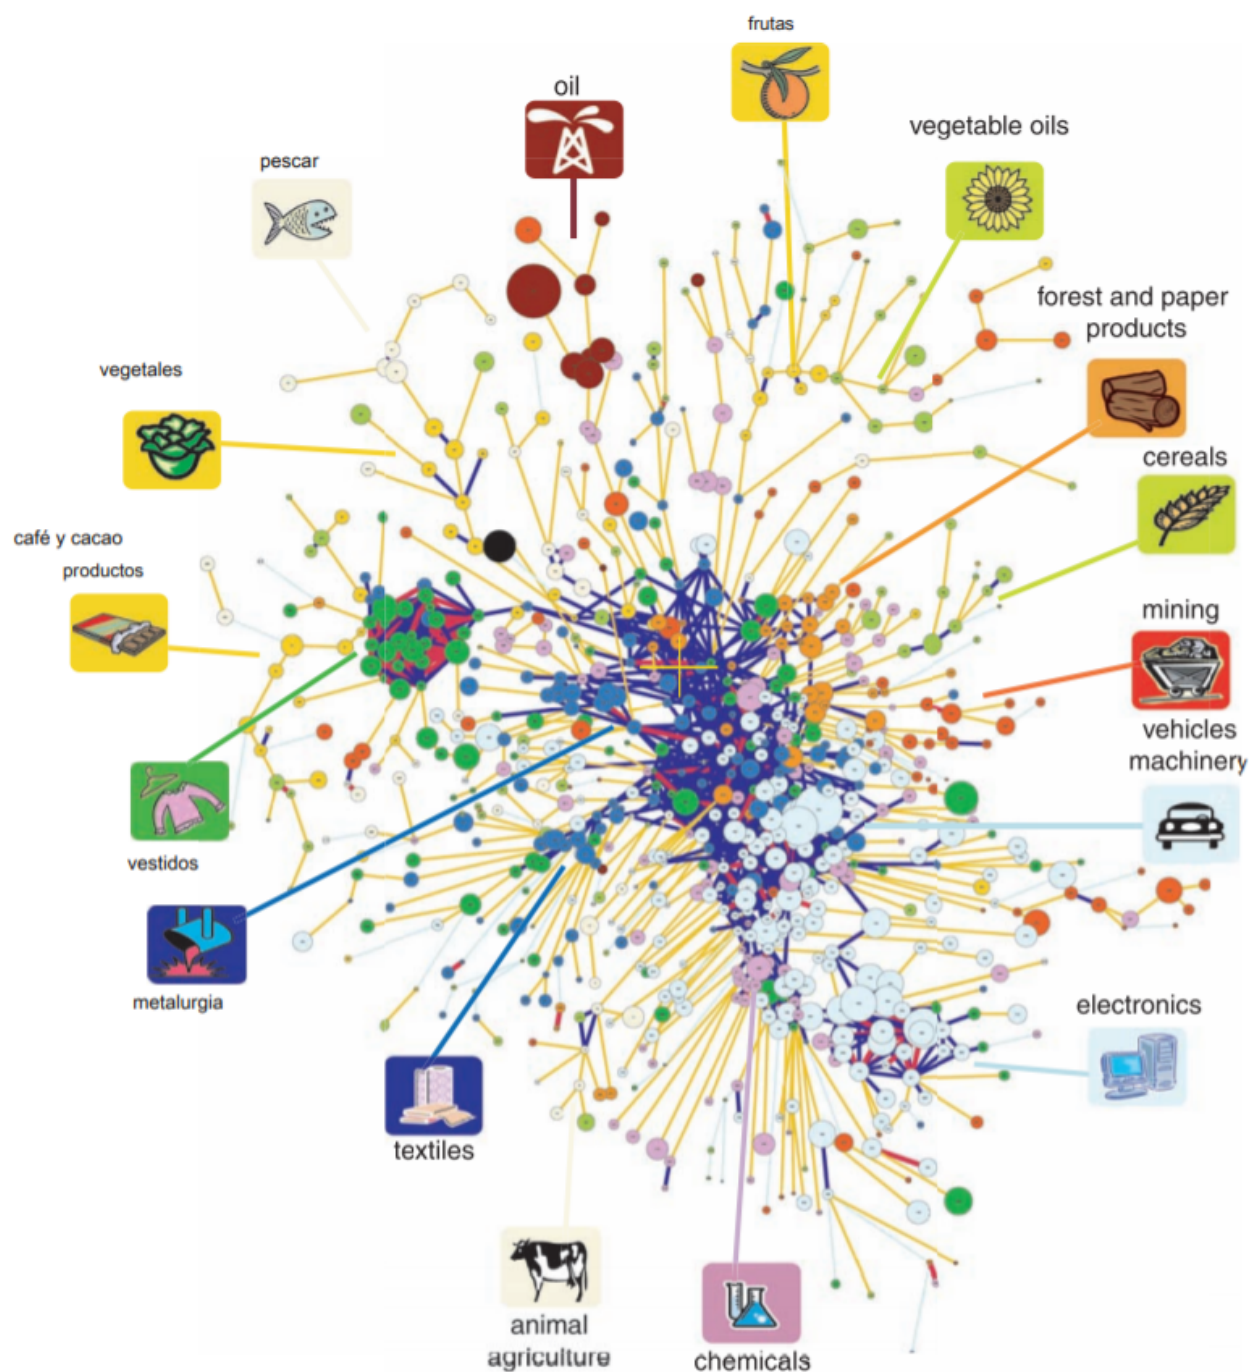 frutas
oil
vegetable oils
pescar
forest and paper
products
vegetales
cereals
café y cacao
productos
mining
vehicles
machinery
vestidos
metalurgia
electronics
textiles
animal
agriculture
chemicals